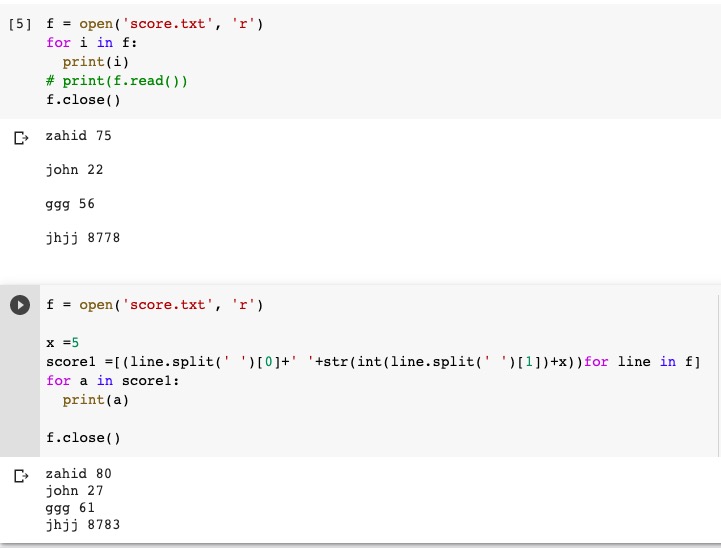 [5] f = open('score.txt', 'r')
for i in f:
  print(i)
# print(f.read())
f.close()
zahid 75
john 22
ggg 56
jhjj 8778
f = open('score.txt', 'r')
x =5
score1 =[(line.split(' ')[0]+' '+str(int(line.split(' ')[1])+x))for line in f]
for a in score1:
  print(a)
f.close()
zahid 80
john 27
ggg 61
jhjj 8783